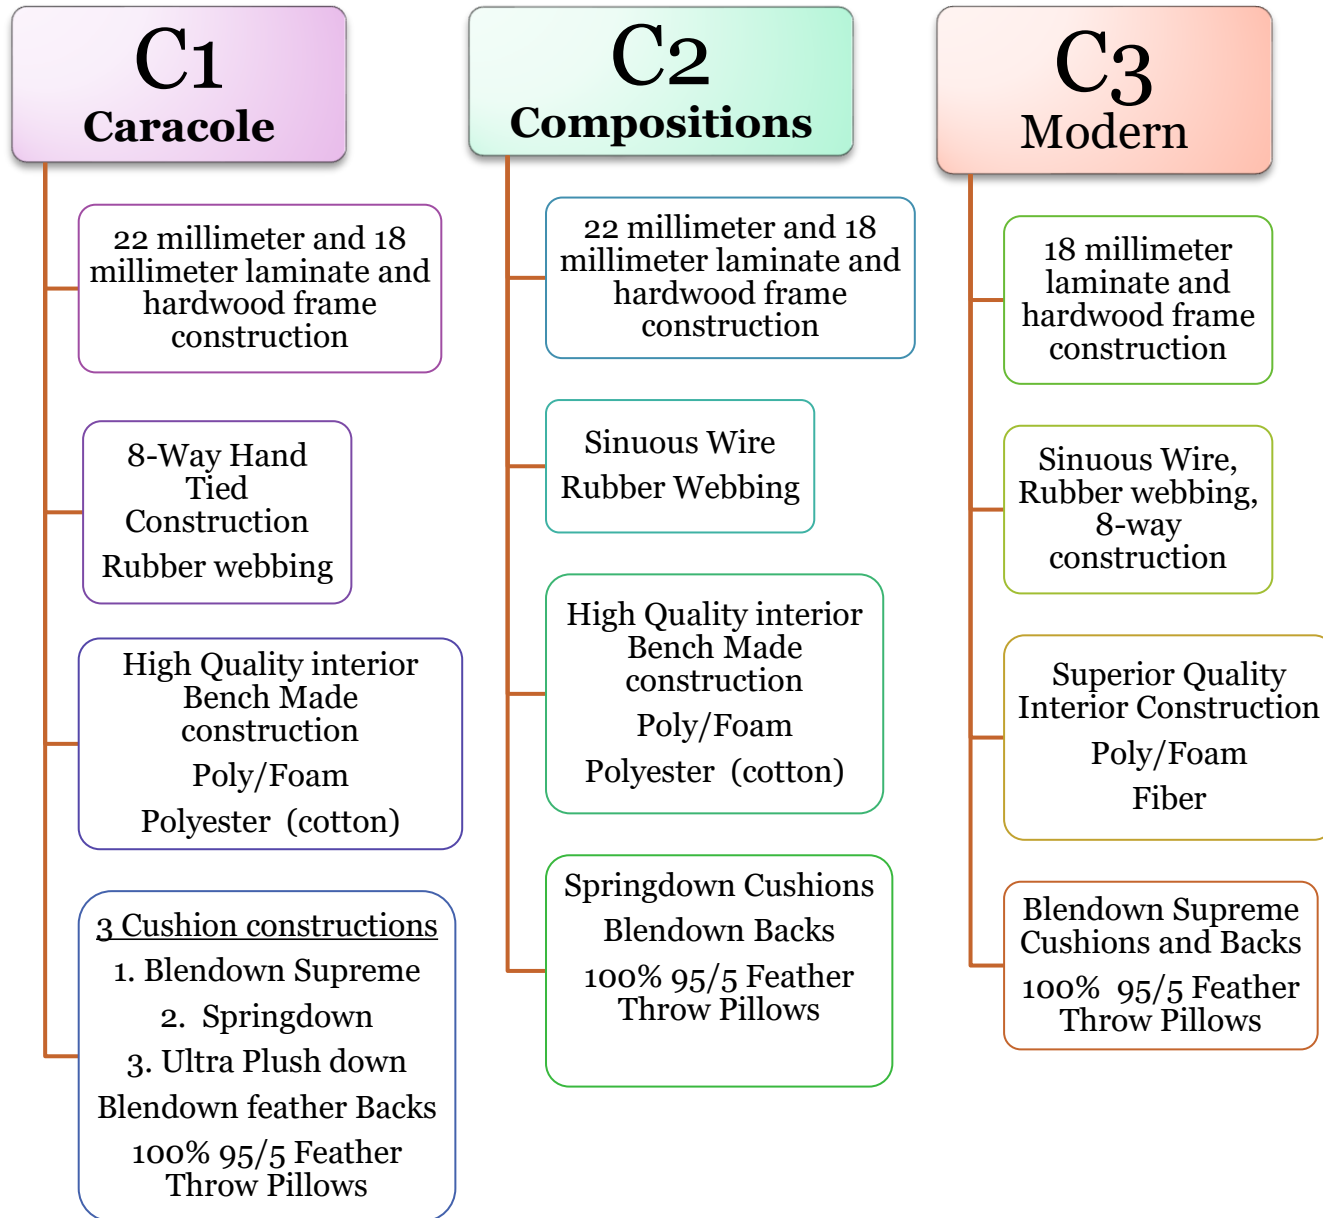 C1
Caracole
22 millimeter and 18
millimeter laminate and
hardwood frame
construction
8-Way Hand
Tied
Construction
Rubber webbing
High Quality interior
Bench Made
construction
Poly/Foam
Polyester (cotton)
3 Cushion constructions
1. Blendown Supreme
2. Springdown
3. Ultra Plush down
Blendown feather Backs
100% 95/5 Feather
Throw Pillows
C2
Compositions
22 millimeter and 18
millimeter laminate and
hardwood frame
construction
Sinuous Wire
Rubber Webbing
High Quality interior
Bench Made
construction
Poly/Foam
Polyester (cotton)
Springdown Cushions
Blendown Backs
100% 95/5 Feather
Throw Pillows
C3
Modern
18 millimeter
laminate and
hardwood frame
construction
Sinuous Wire,
Rubber webbing,
8-way
construction
Superior Quality
Interior Construction
Poly/Foam
Fiber
Blendown Supreme
Cushions and Backs
100% 95/5 Feather
Throw Pillows